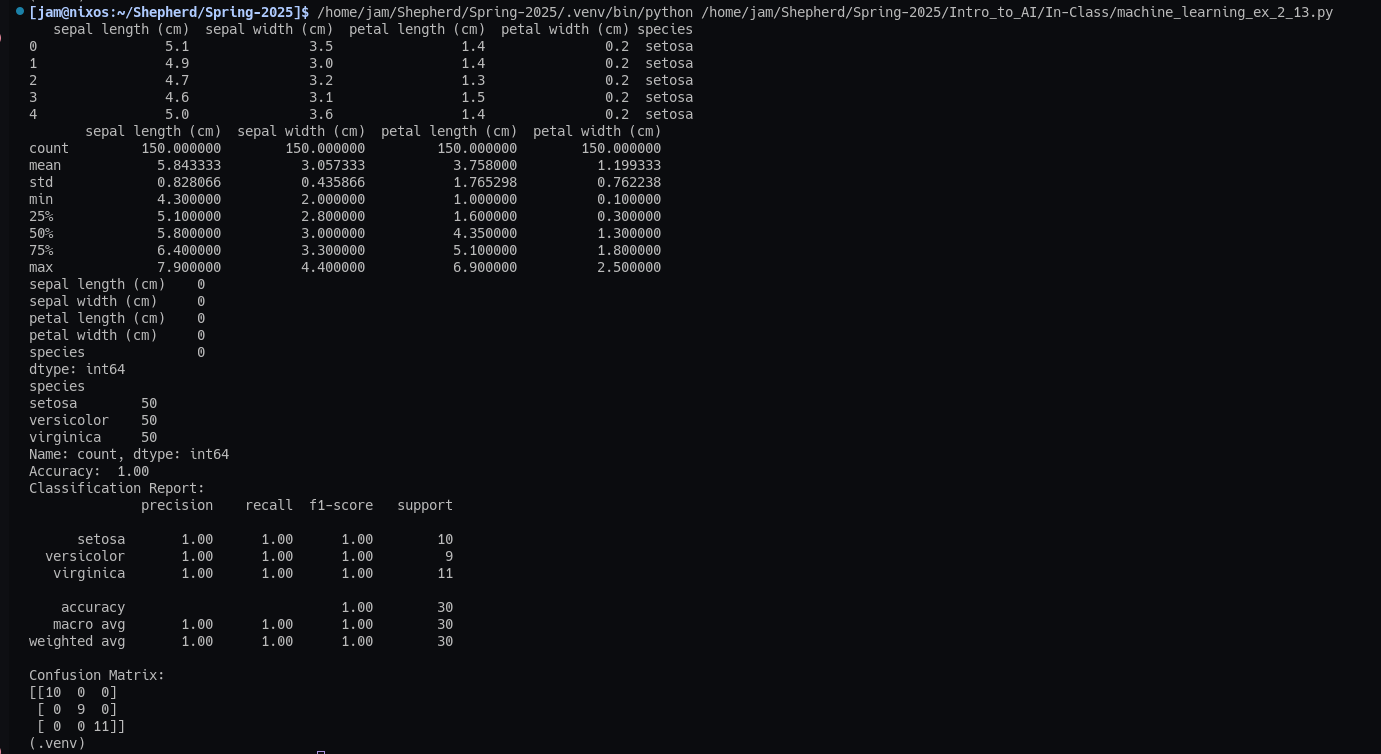 [jam@nixos:~/Shepherd/Spring-2025]$ /home/jam/Shepherd/Spring-2025/.venv/bin/python /home/jam/Shepherd/Spring-2025/Intro_to_AI/In-Class/machine_learning_ex_2_13.py
   sepal length (cm)  sepal width (cm)  petal length (cm)  petal width (cm) species
0                5.1               3.5                1.4               0.2  setosa
1                4.9               3.0                1.4               0.2  setosa
2                4.7               3.2                1.3               0.2  setosa
3                4.6               3.1                1.5               0.2  setosa
4                5.0               3.6                1.4               0.2  setosa
       sepal length (cm)  sepal width (cm)  petal length (cm)  petal width (cm)
count         150.000000        150.000000         150.000000        150.000000
mean            5.843333          3.057333           3.758000          1.199333
std             0.828066          0.435866           1.765298          0.762238
min             4.300000          2.000000           1.000000          0.100000
25%             5.100000          2.800000           1.600000          0.300000
50%             5.800000          3.000000           4.350000          1.300000
75%             6.400000          3.300000           5.100000          1.800000
max             7.900000          4.400000           6.900000          2.500000
sepal length (cm)    0
sepal width (cm)     0
petal length (cm)    0
petal width (cm)     0
species              0
dtype: int64
species
setosa        50
versicolor    50
virginica     50
Name: count, dtype: int64
Accuracy:  1.00
Classification Report:
              precision    recall  f1-score   support

      setosa       1.00      1.00      1.00        10
  versicolor       1.00      1.00      1.00         9
   virginica       1.00      1.00      1.00        11

    accuracy                           1.00        30
   macro avg       1.00      1.00      1.00        30
weighted avg       1.00      1.00      1.00        30

Confusion Matrix:
[[10  0  0]
 [ 0  9  0]
 [ 0  0 11]]
(.venv)